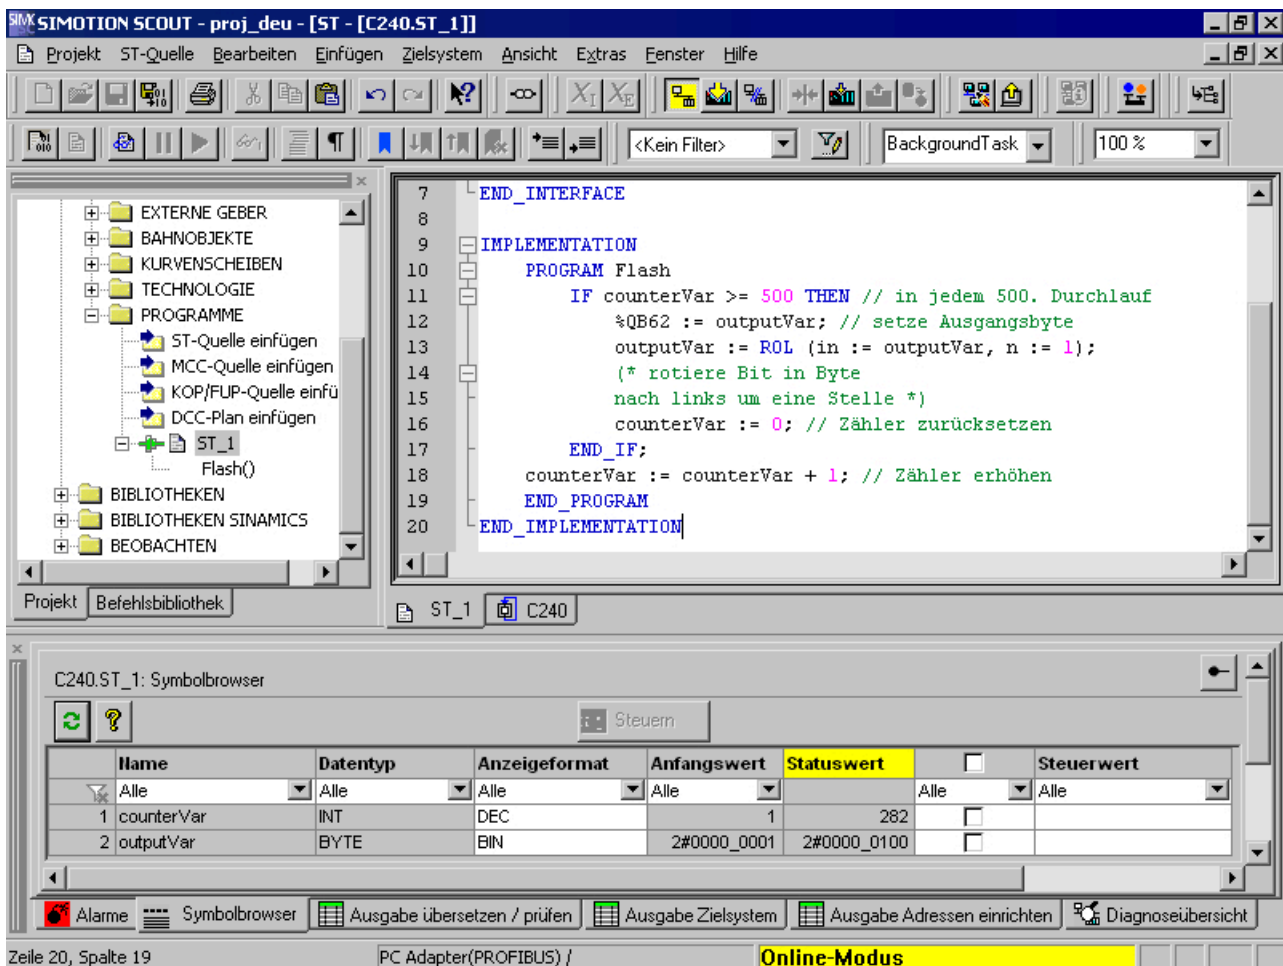 SIMOTION SCOUT - proj_deu - [ST - [C240.ST_1]]
Projekt ST-Quelle Bearbeiten Einfügen Zielsystem Ansicht Extras Fenster Hilfe
<Kein Filter> BackgroundTask 100 %
EXTERNE GEBER
BAHNOBJEKTE
KURVENSCHEIBEN
TECHNOLOGIE
PROGRAMME
ST-Quelle einfügen
MCC-Quelle einfügen
KOP/FUP-Quelle einfü
DCC-Plan einfügen
ST_1
Flash()
BIBLIOTHEKEN
BIBLIOTHEKEN SINAMICS
BEOBACHTEN
Projekt Befehlsbibliothek
7 END_INTERFACE
8
9 IMPLEMENTATION
10 PROGRAM Flash
11 IF counterVar >= 500 THEN // in jedem 500. Durchlauf
12 %QB62 := outputVar; // setze Ausgangsbyte
13 outputVar := ROL (in := outputVar, n := 1);
14 (* rotiere Bit in Byte
15 nach links um eine Stelle *)
16 counterVar := 0; // Zähler zurücksetzen
17 END_IF;
18 counterVar := counterVar + 1; // Zähler erhöhen
19 END_PROGRAM
20 END_IMPLEMENTATION
ST_1 C240
C240.ST_1: Symbolbrowser
Steuern
Name Datentyp Anzeigeformat Anfangswert Statuswert Steuerwert
Alle Alle Alle Alle Alle Alle
1 counterVar INT DEC 1 282
2 outputVar BYTE BIN 2#0000_0001 2#0000_0100
Alarme Symbolbrowser Ausgabe übersetzen / prüfen Ausgabe Zielsystem Ausgabe Adressen einrichten Diagnoseübersicht
Zeile 20, Spalte 19 PC Adapter(PROFIBUS) / Online-Modus